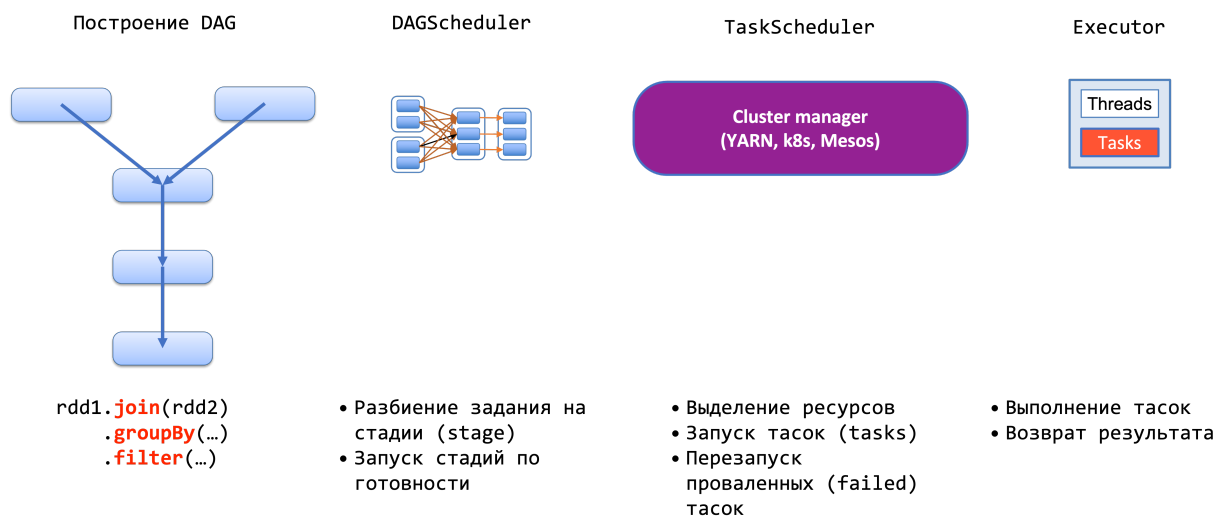 Построение DAG
DAGScheduler
TaskScheduler
Executor
Cluster manager
(YARN, k8s, Mesos)
Threads
Tasks
rdd1.join(rdd2)
.groupBy(…)
.filter(…)
• Разбиение задания на
стадии (stage)
• Запуск стадий по
готовности
• Выделение ресурсов
• Запуск тасок (tasks)
• Перезапуск
проваленных (failed)
тасок
• Выполнение тасок
• Возврат результата